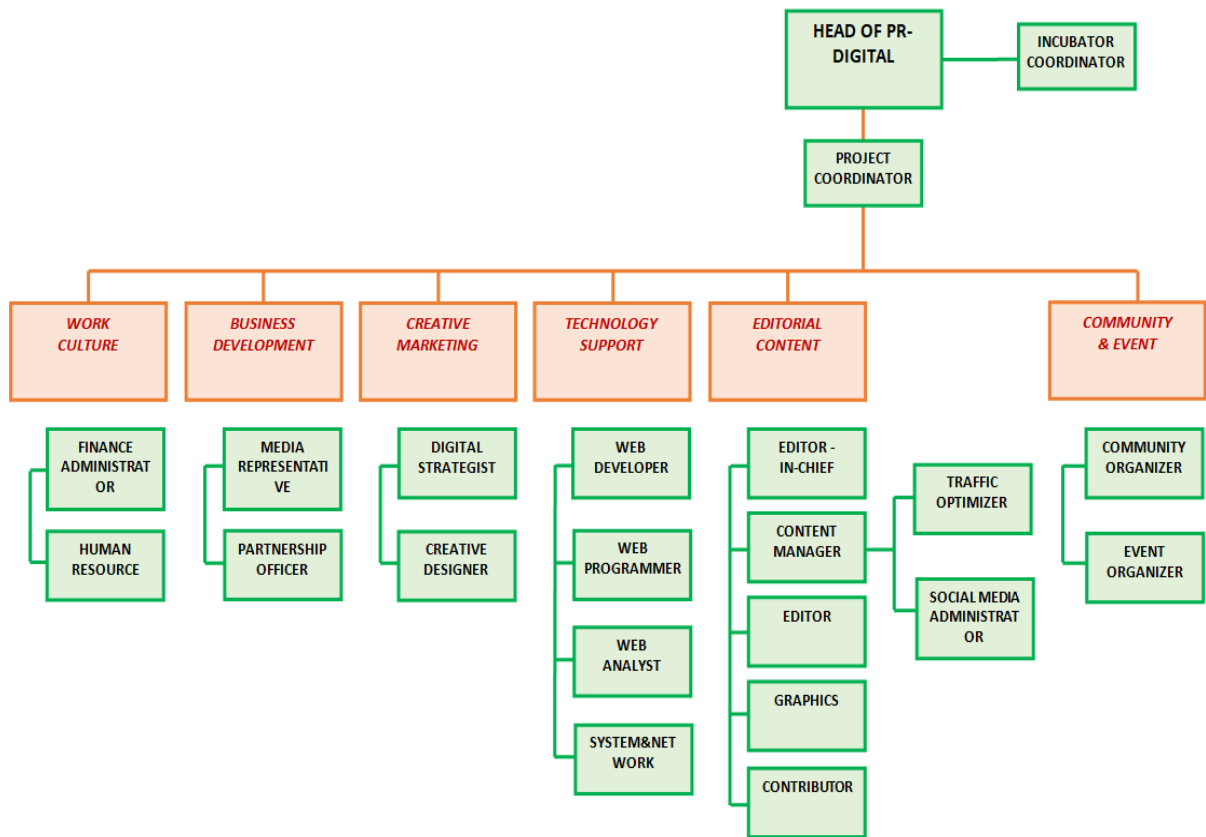 HEAD OF PR-
DIGITAL
INCUBATOR
COORDINATOR
PROJECT
COORDINATOR
WORK
CULTURE
BUSINESS
DEVELOPMENT
CREATIVE
MARKETING
TECHNOLOGY
SUPPORT
EDITORIAL
CONTENT
COMMUNITY
& EVENT
FINANCE
ADMINISTRAT
OR
HUMAN
RESOURCE
MEDIA
REPRESENTATI
VE
PARTNERSHIP
OFFICER
DIGITAL
STRATEGIST
CREATIVE
DESIGNER
WEB
DEVELOPER
WEB
PROGRAMMER
WEB
ANALYST
SYSTEM&NET
WORK
EDITOR -
IN-CHIEF
CONTENT
MANAGER
EDITOR
GRAPHICS
CONTRIBUTOR
TRAFFIC
OPTIMIZER
SOCIAL MEDIA
ADMINISTRAT
OR
COMMUNITY
ORGANIZER
EVENT
ORGANIZER